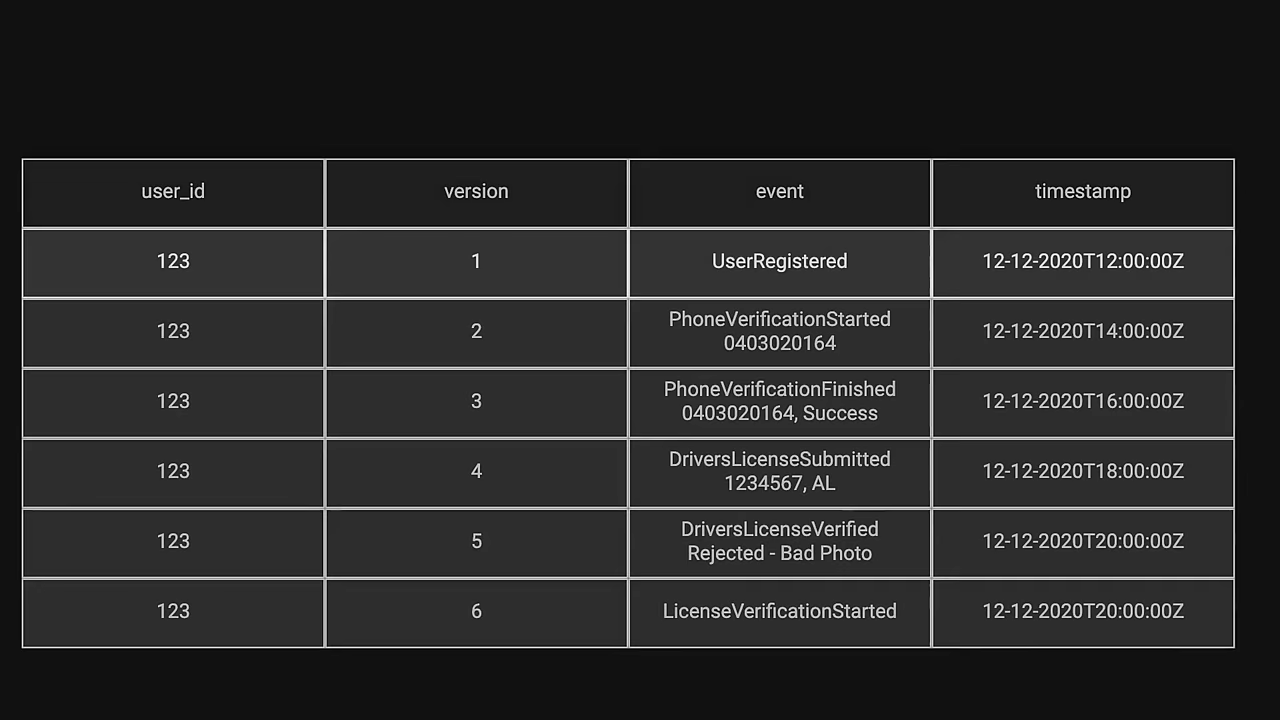 user_id version event timestamp
123 1 UserRegistered 12-12-2020T12:00:00Z
123 2 PhoneVerificationStarted 0403020164 12-12-2020T14:00:00Z
123 3 PhoneVerificationFinished 0403020164, Success 12-12-2020T16:00:00Z
123 4 DriversLicenseSubmitted 1234567, AL 12-12-2020T18:00:00Z
123 5 DriversLicenseVerified Rejected - Bad Photo 12-12-2020T20:00:00Z
123 6 LicenseVerificationStarted 12-12-2020T20:00:00Z